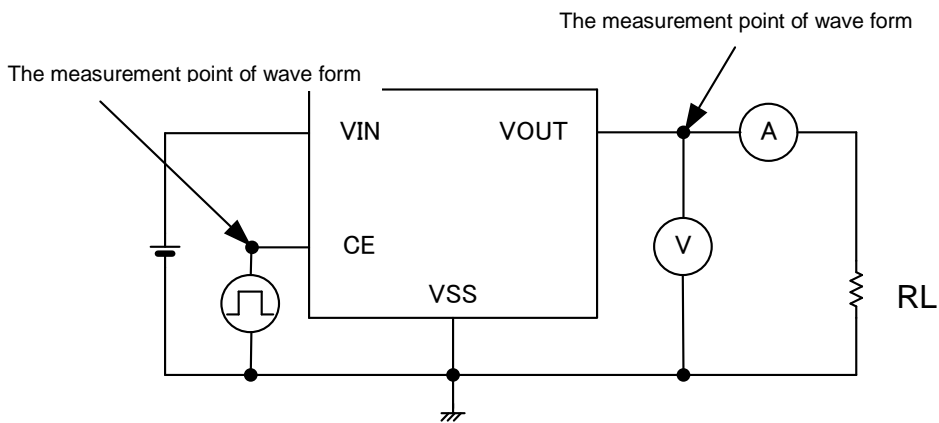 The measurement point of wave form
The measurement point of wave form
VIN
VOUT
A
CE
V
VSS
RL